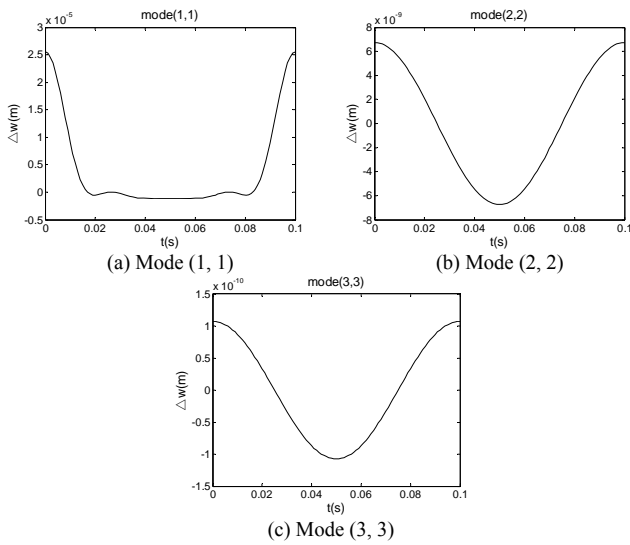 mode(1,1)
x 10-5
3
2.5
2
1.5
1
0.5
0
-0.5
△w(m)
0 0.02 0.04 0.06 0.08 0.1
t(s)
(a) Mode (1, 1)
mode(2,2)
x 10-9
8
6
4
2
0
-2
-4
-6
-8
△w(m)
0 0.02 0.04 0.06 0.08 0.1
t(s)
(b) Mode (2, 2)
mode(3,3)
x 10-10
1.5
1
0.5
0
-0.5
-1
-1.5
△w(m)
0 0.02 0.04 0.06 0.08 0.1
t(s)
(c) Mode (3, 3)